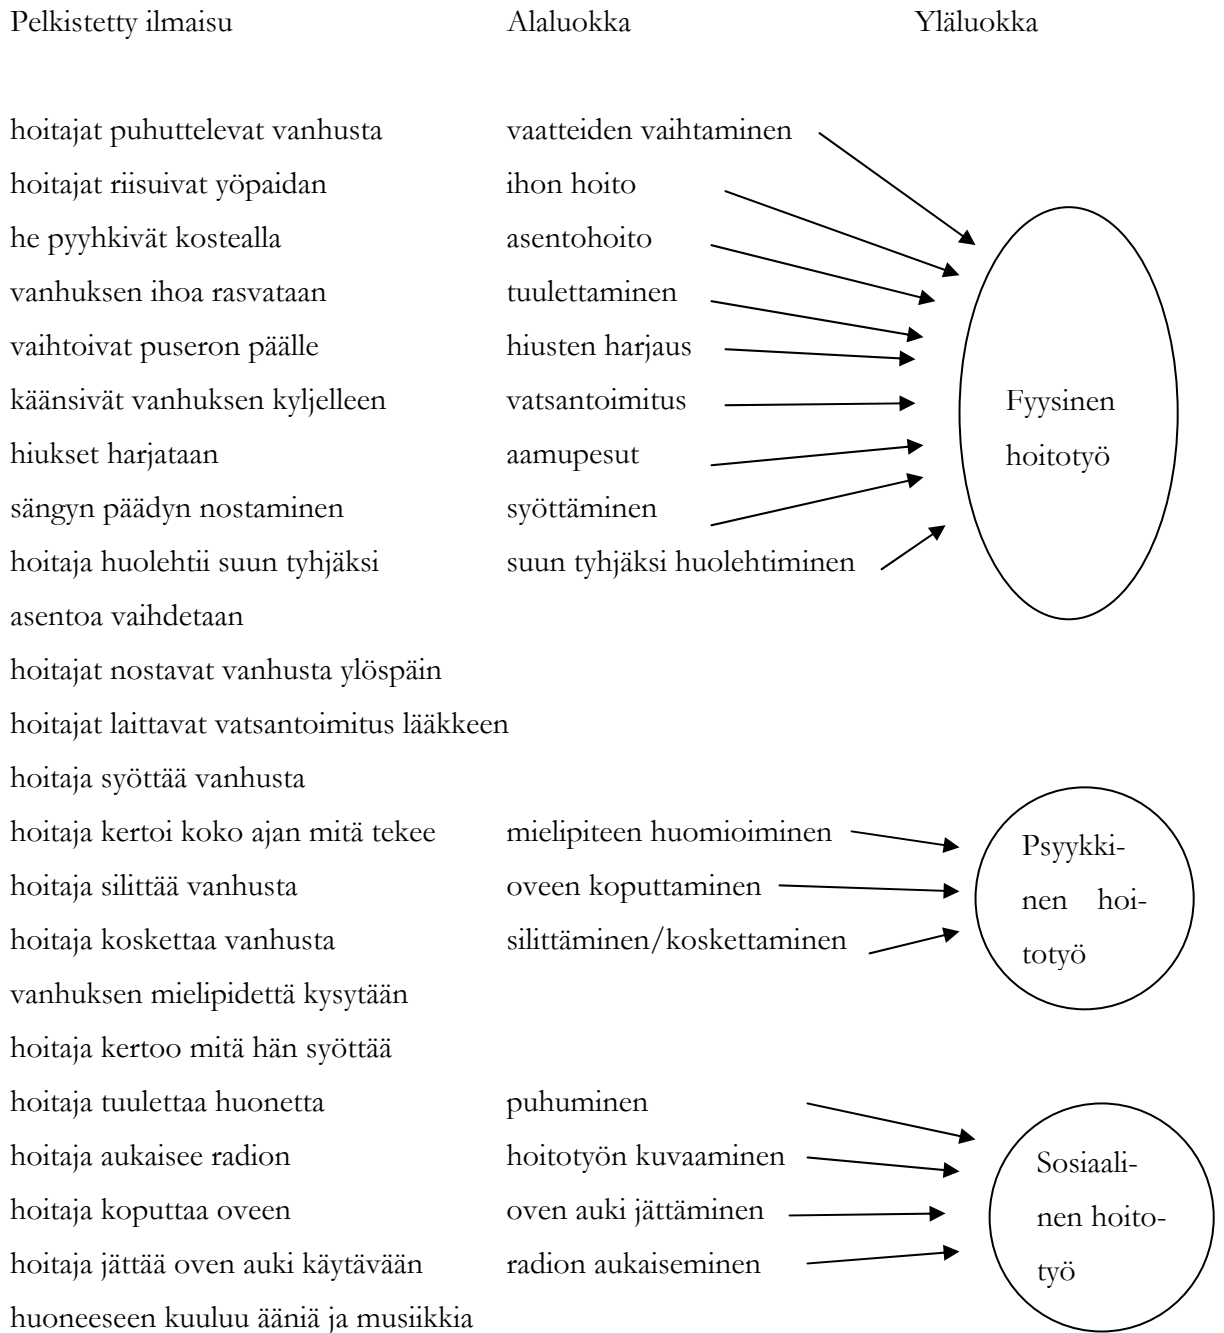 Pelkistetty ilmaisu Alaluokka Yläluokka
hoitajat puhuttelevat vanhusta vaatteiden vaihtaminen
hoitajat riisuivat yöpaidan ihon hoito
he pyyhkivät kostealla asentohoito
vanhuksen ihoa rasvataan tuulettaminen
vaihtoivat puseron päälle hiusten harjaus
käänsivät vanhuksen kyljelleen vatsantoimitus Fyysinen
hiukset harjataan aamupesut hoitotyö
sängyn päädyn nostaminen syöttäminen
hoitaja huolehtii suun tyhjäksi suun tyhjäksi huolehtiminen
asentoa vaihdetaan
hoitajat nostavat vanhusta ylöspäin
hoitajat laittavat vatsantoimitus lääkkeen
hoitaja syöttää vanhusta
hoitaja kertoi koko ajan mitä tekee mielipiteen huomioiminen Psyykki-
hoitaja silittää vanhusta oveen koputtaminen nen hoi-
hoitaja koskettaa vanhusta silittäminen/koskettaminen totyö
vanhuksen mielipidettä kysytään
hoitaja kertoo mitä hän syöttää
hoitaja tuulettaa huonetta puhuminen
hoitaja aukaisee radion hoitotyön kuvaaminen Sosiaali-
hoitaja koputtaa oveen oven auki jättäminen nen hoito-
hoitaja jättää oven auki käytävään radion aukaiseminen työ
huoneeseen kuuluu ääniä ja musiikkia